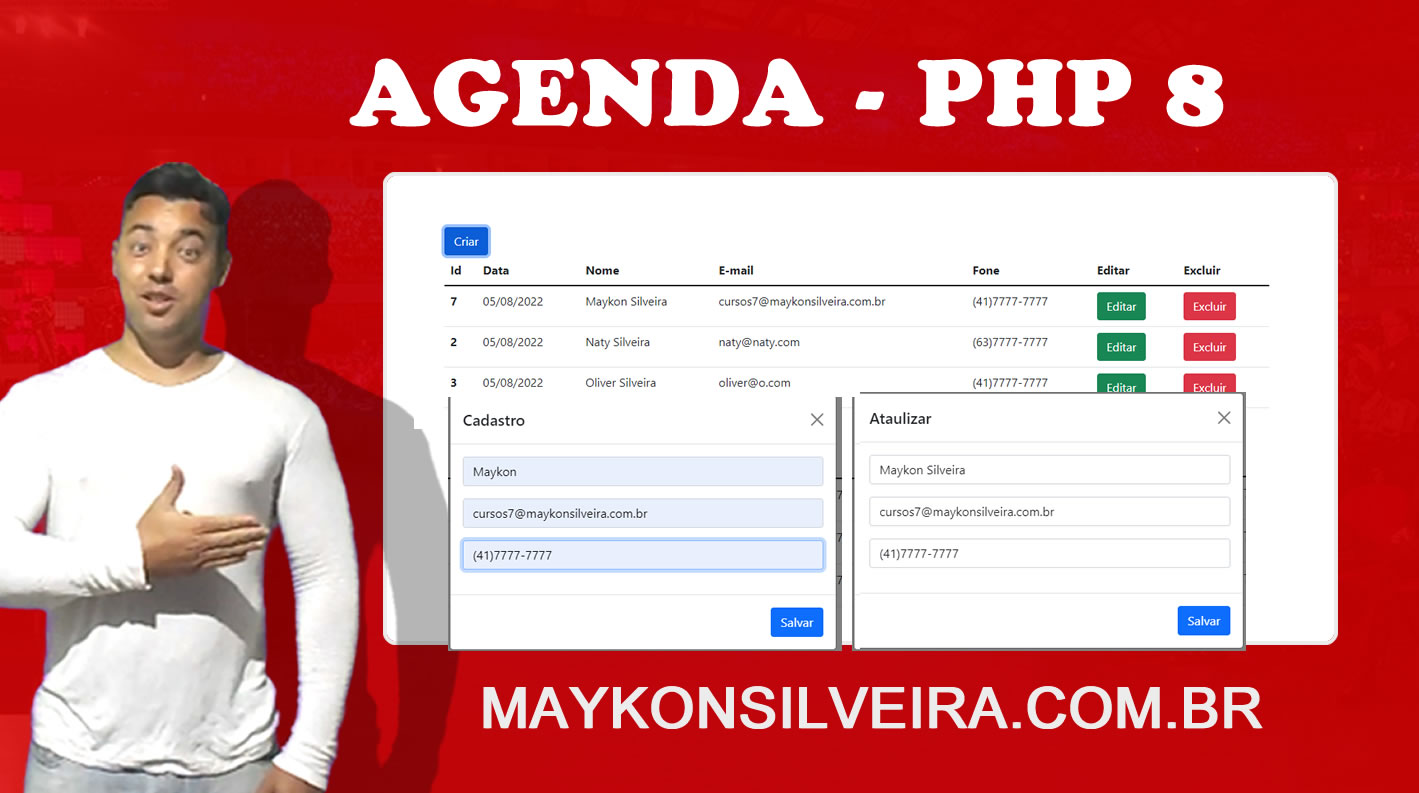 AGENDA - PHP 8
Criar
Id Data Nome E-mail Fone Editar Excluir
7 05/08/2022 Maykon Silveira cursos7@maykonsilveira.com.br (41)7777-7777 Editar Excluir
2 05/08/2022 Naty Silveira naty@naty.com (63)7777-7777 Editar Excluir
3 05/08/2022 Oliver Silveira oliver@o.com (41)7777-7777 Editar Excluir
Cadastro
Maykon
cursos7@maykonsilveira.com.br
(41)7777-7777
Salvar
Ataulizar
Maykon Silveira
cursos7@maykonsilveira.com.br
(41)7777-7777
Salvar
MAYKONSILVEIRA.COM.BR